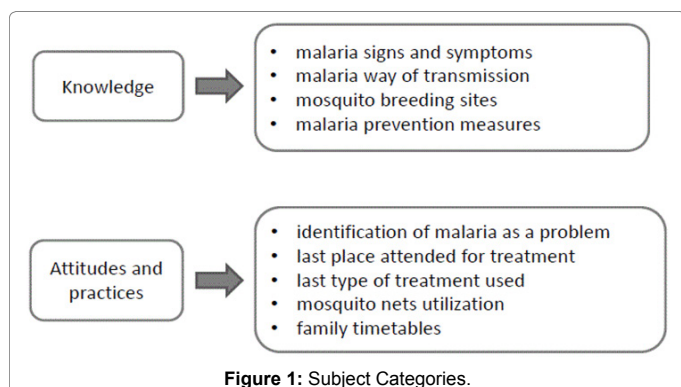 Knowledge
• malaria signs and symptoms
• malaria way of transmission
• mosquito breeding sites
• malaria prevention measures
Attitudes and
practices
• identification of malaria as a problem
• last place attended for treatment
• last type of treatment used
• mosquito nets utilization
• family timetables
Figure 1: Subject Categories.